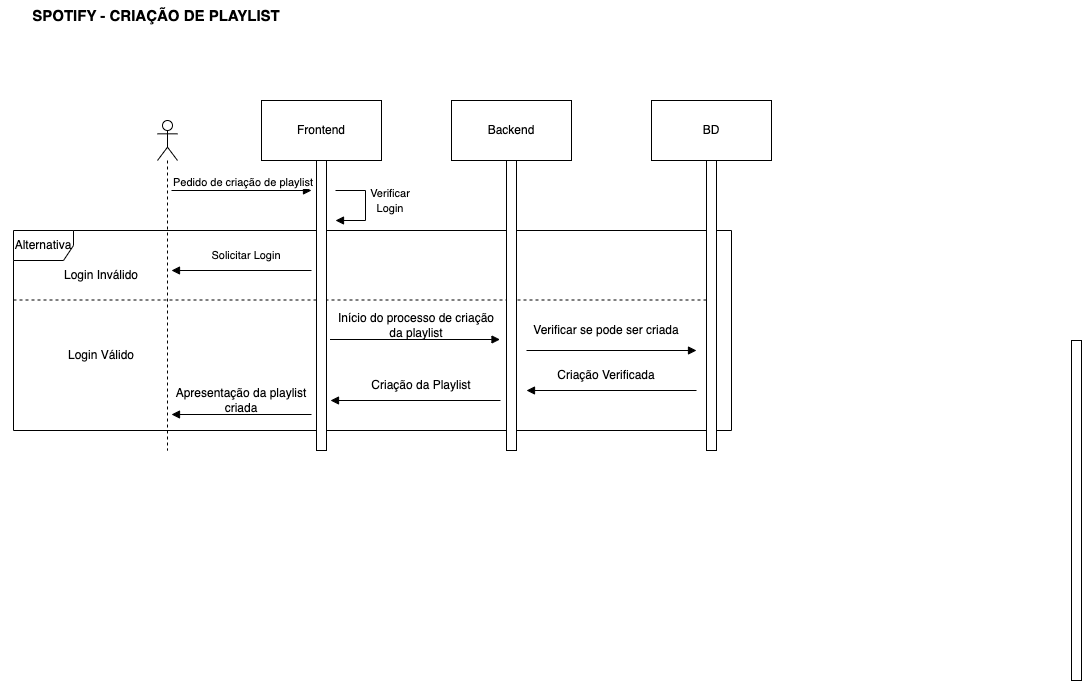 SPOTIFY - CRIAÇÃO DE PLAYLIST
Frontend
Backend
BD
Pedido de criação de playlist
Verificar
Login
Alternativa
Solicitar Login
Login Inválido
Início do processo de criação
da playlist
Verificar se pode ser criada
Login Válido
Criação Verificada
Criação da Playlist
Apresentação da playlist
criada